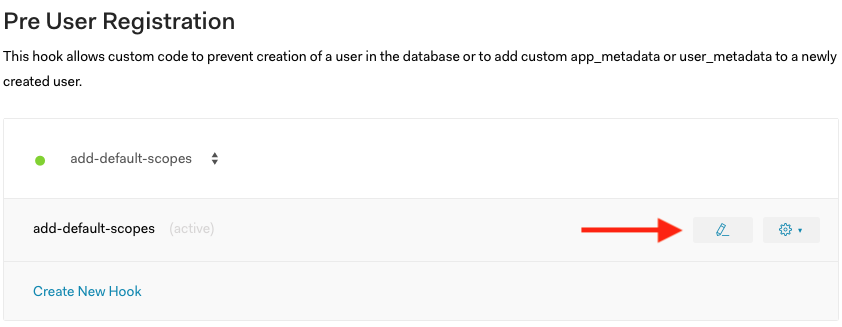 Pre User Registration
This hook allows custom code to prevent creation of a user in the database or to add custom app_metadata or user_metadata to a newly
created user.
add-default-scopes
add-default-scopes (active)
Create New Hook